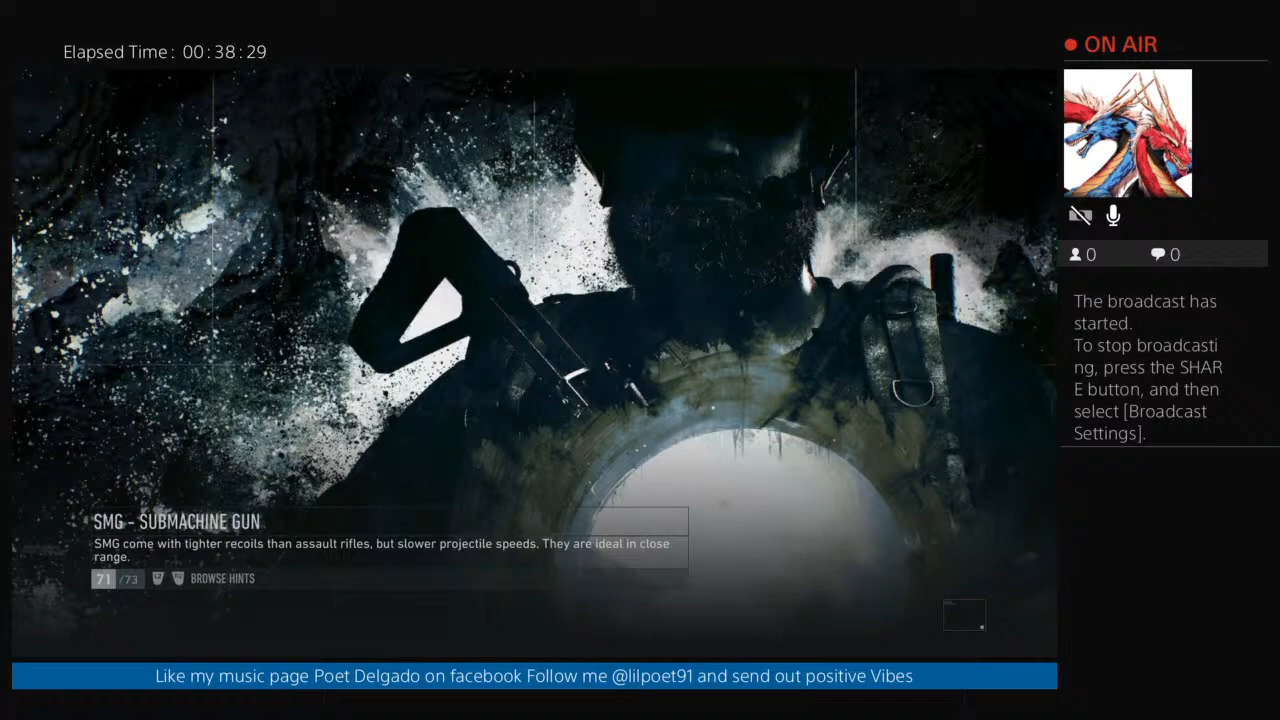 Elapsed Time: 00:38:29
ON AIR
0
0
The broadcast has
started.
To stop broadcasti
ng, press the SHAR
E button, and then
select [Broadcast
Settings].
SMG - SUBMACHINE GUN
SMG come with tighter recoils than assault rifles, but slower projectile speeds. They are ideal in close
range.
71 /73 L2 R2 BROWSE HINTS
Like my music page Poet Delgado on facebook Follow me @lilpoet91 and send out positive Vibes